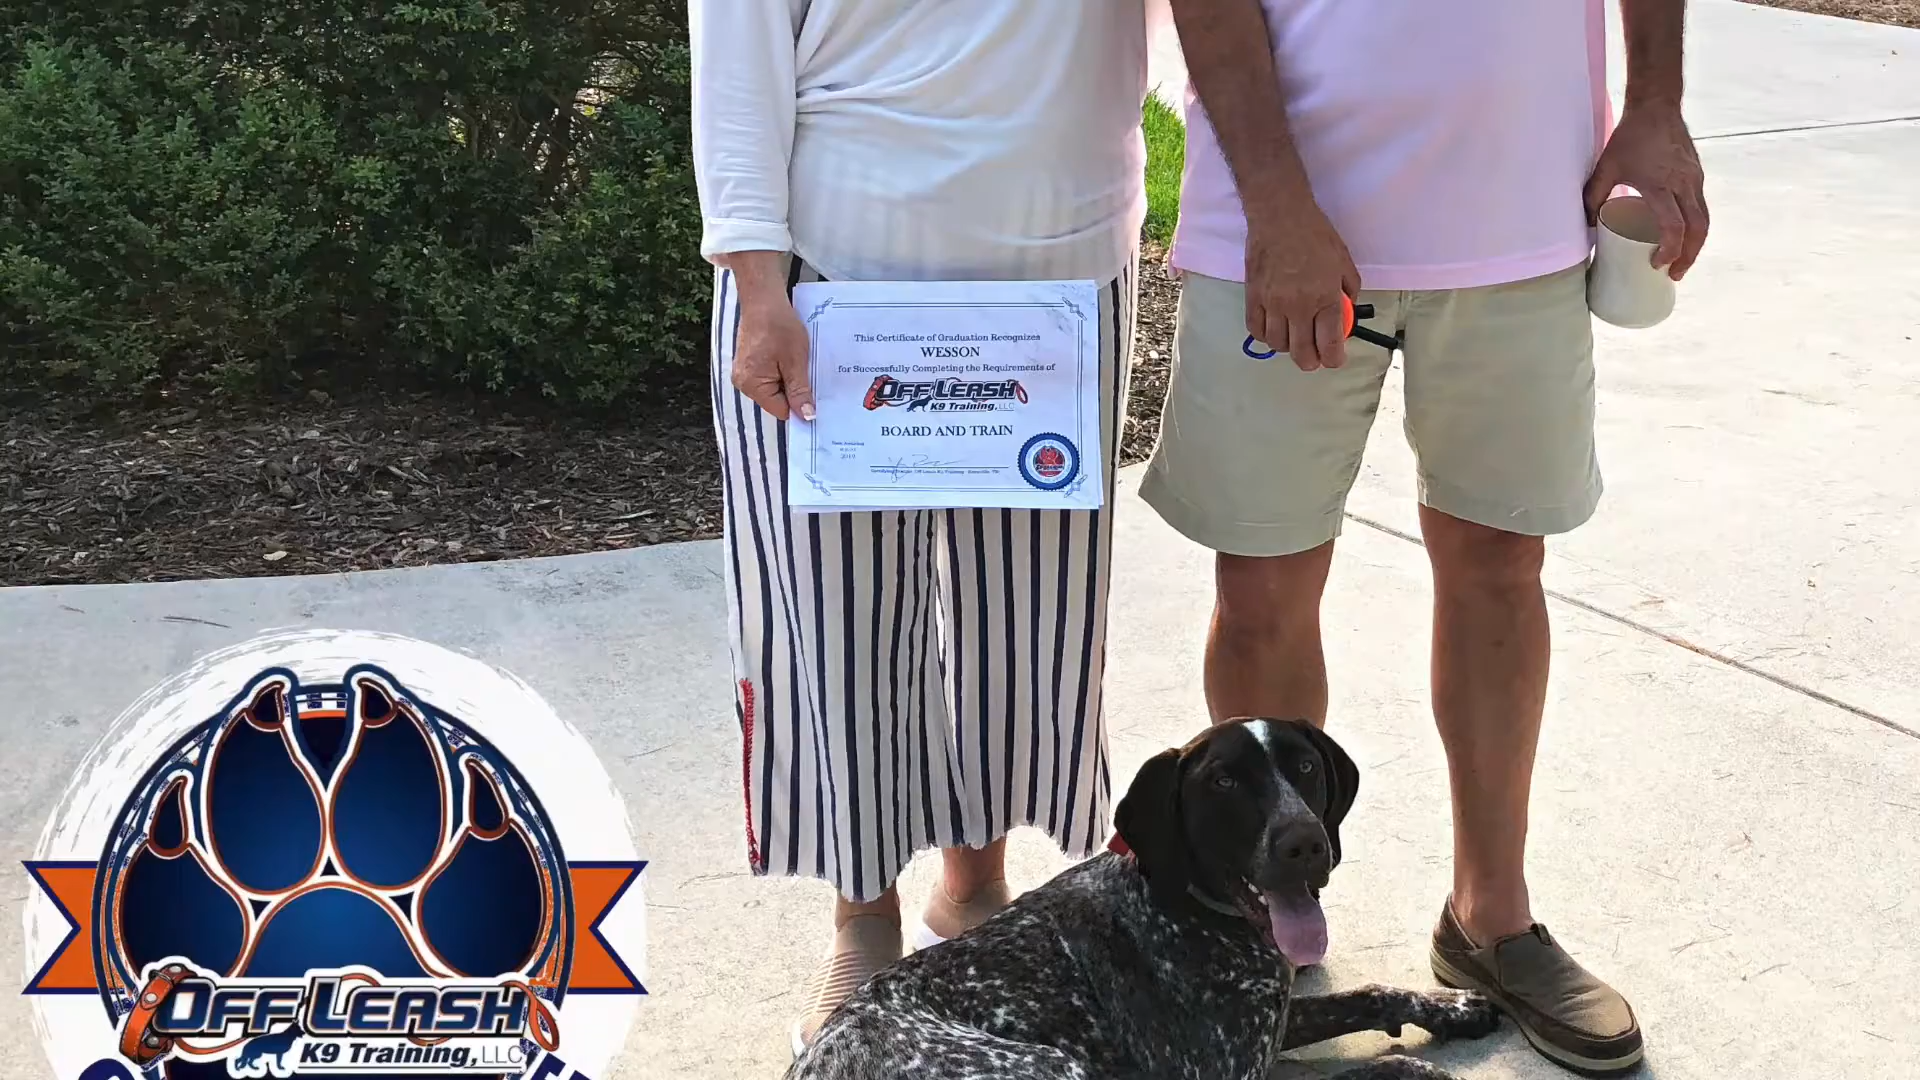 This Certificate of Graduation Recognizes
WESSON
for Successfully Completing the Requirements of
OFF LEASH
K9 Training, LLC
BOARD AND TRAIN
2019
OFF LEASH
K9 Training, LLC